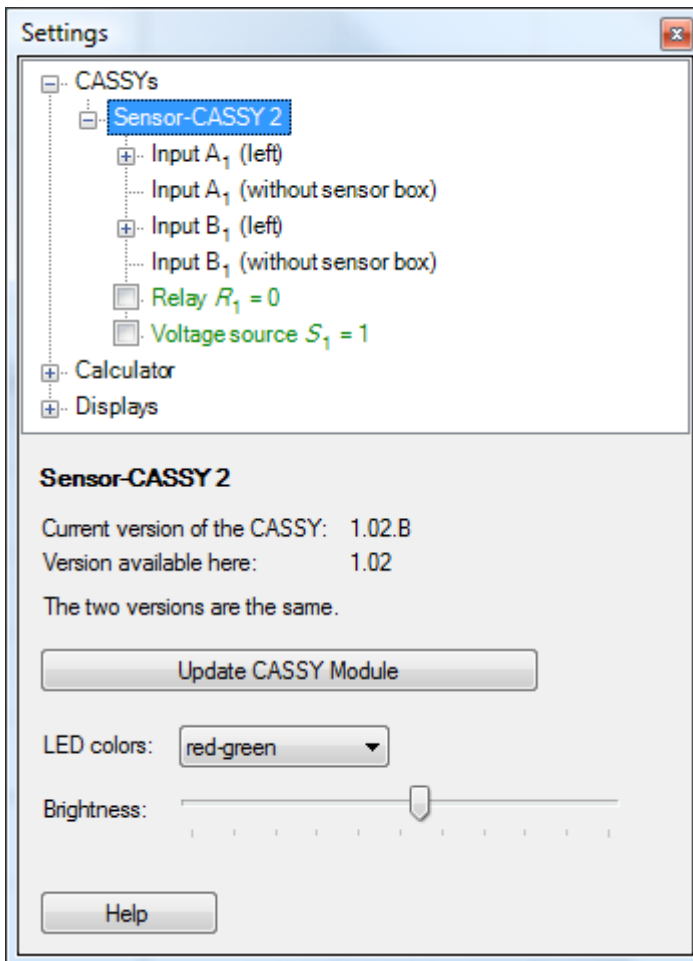 Settings
CASSYs
Sensor-CASSY 2
Input A₁ (left)
Input A₁ (without sensor box)
Input B₁ (left)
Input B₁ (without sensor box)
Relay R₁ = 0
Voltage source S₁ = 1
Calculator
Displays
Sensor-CASSY 2
Current version of the CASSY: 1.02.B
Version available here: 1.02
The two versions are the same.
Update CASSY Module
LED colors: red-green
Brightness:
Help